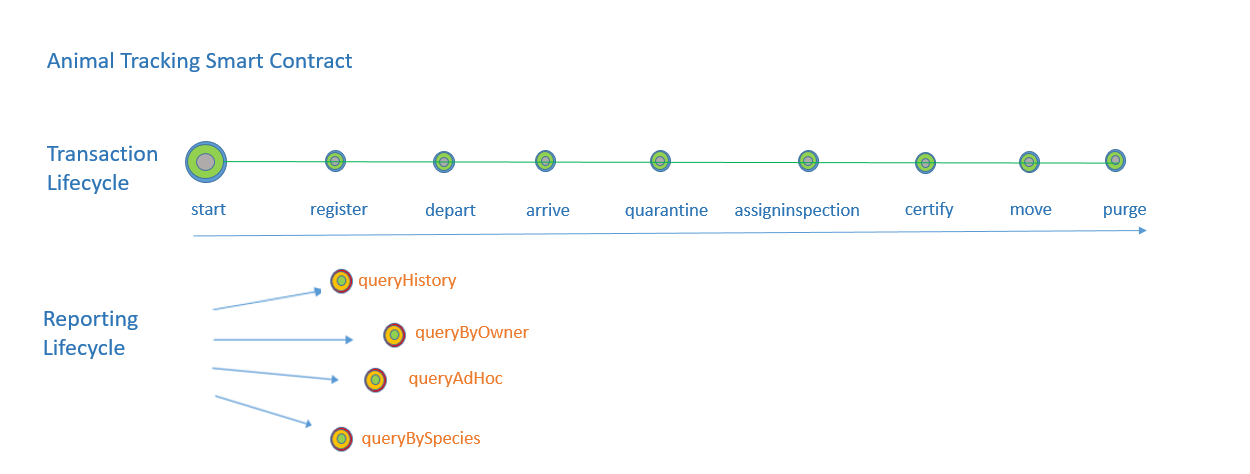 Animal Tracking Smart Contract
Transaction
Lifecycle
start register depart arrive quarantine assigninspection certify move purge
queryHistory
Reporting
Lifecycle
queryByOwner
queryAdHoc
queryBySpecies